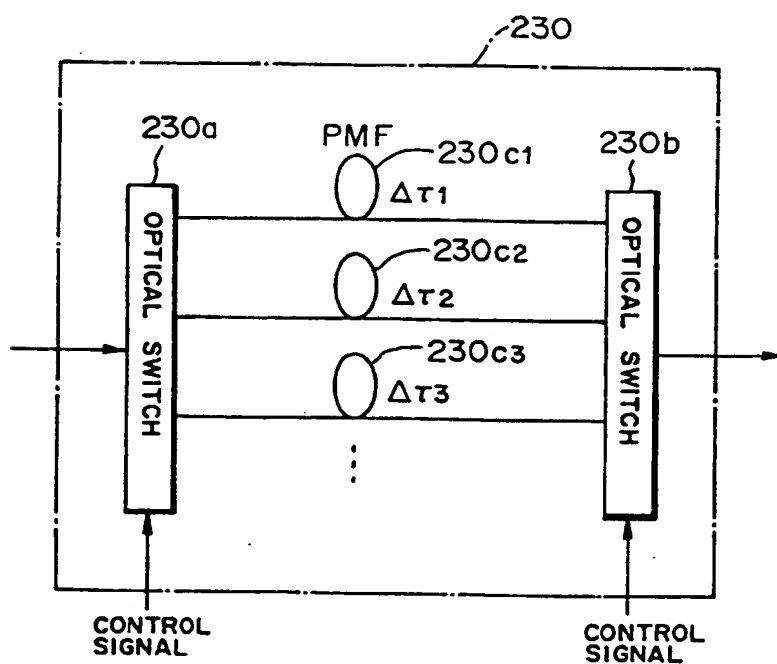 230
230a
PMF
230c1
230b
Δτ1
OPTICAL SWITCH
230c2
Δτ2
230c3
Δτ3
OPTICAL SWITCH
CONTROL
SIGNAL
CONTROL
SIGNAL